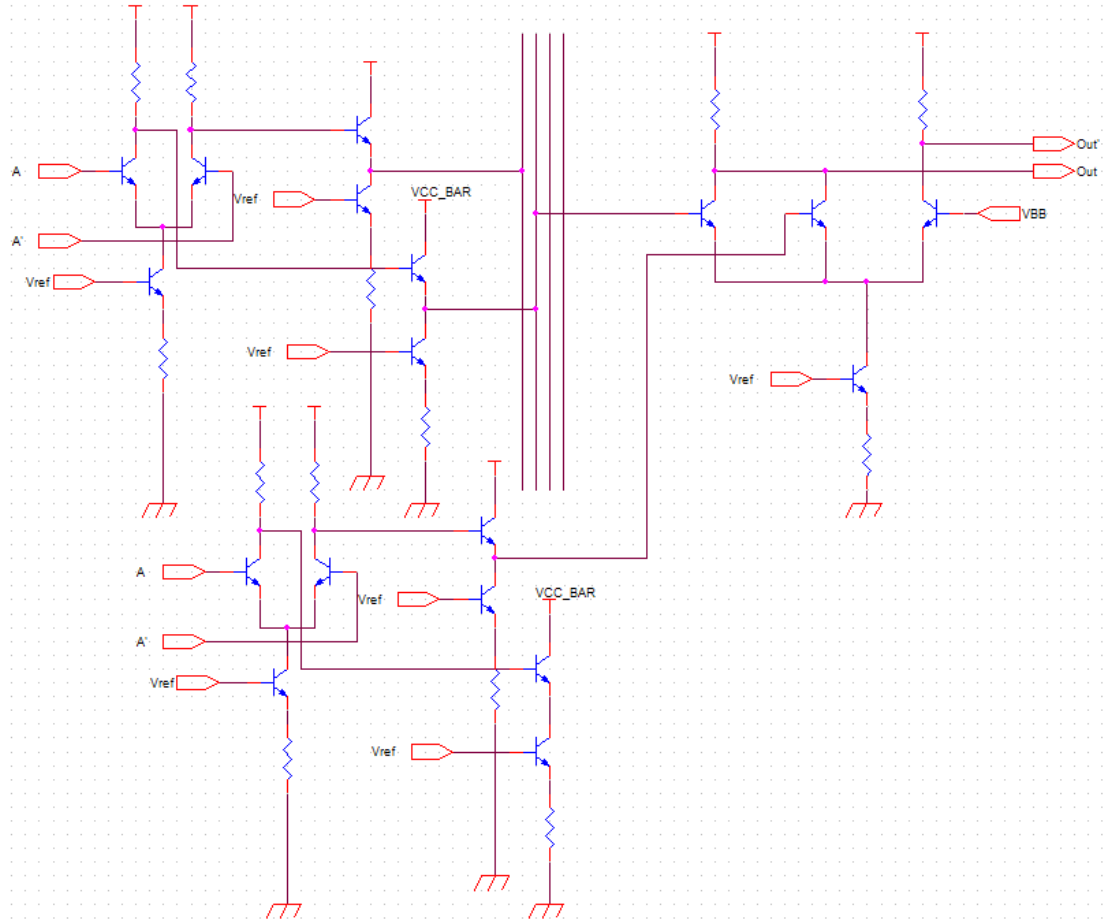 Out'
A
Out
VCC_BAR
Vref
VBB
A'
Vref
Vref
Vref
A
VCC_BAR
Vref
A'
Vref
Vref